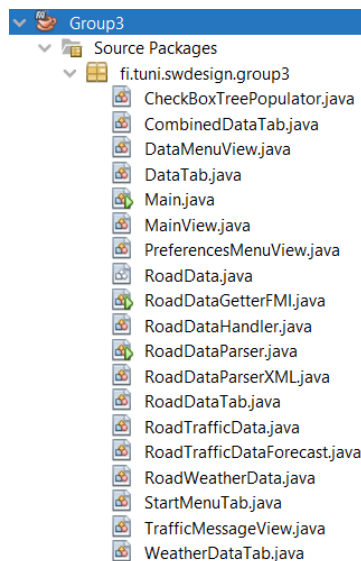 Group3
Source Packages
fi.tuni.swdesign.group3
CheckBoxTreePopulator.java
CombinedDataTab.java
DataMenuView.java
DataTab.java
Main.java
MainView.java
PreferencesMenuView.java
RoadData.java
RoadDataGetterFMI.java
RoadDataHandler.java
RoadDataParser.java
RoadDataParserXML.java
RoadDataTab.java
RoadTrafficData.java
RoadTrafficDataForecast.java
RoadWeatherData.java
StartMenuTab.java
TrafficMessageView.java
WeatherDataTab.java